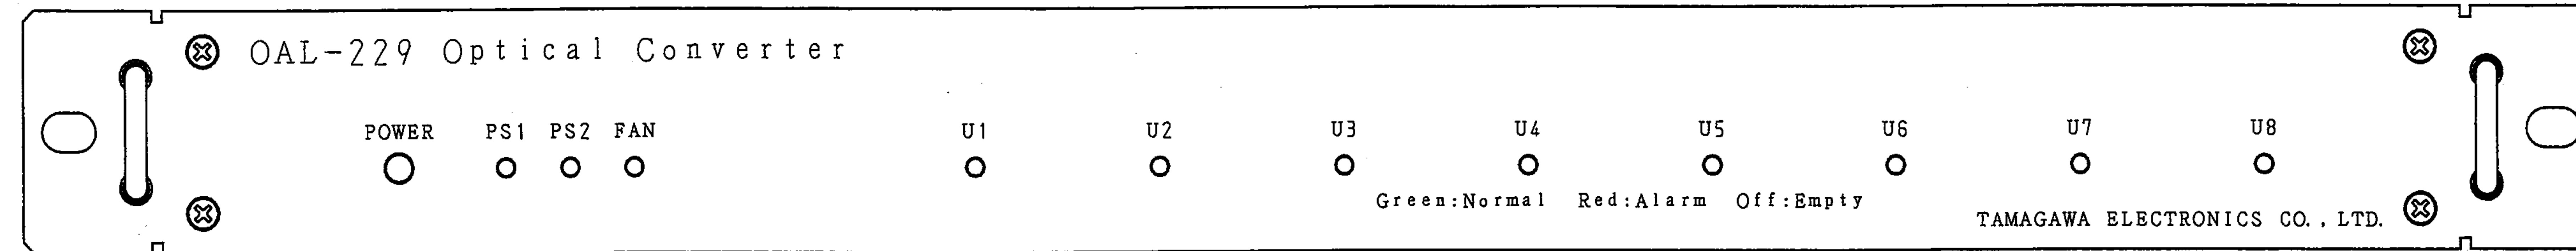 OAL-229 Optical Converter
POWER PS1 PS2 FAN U1 U2 U3 U4 U5 U6 U7 U8
Green:Normal Red:Alarm Off:Empty
TAMAGAWA ELECTRONICS CO., LTD.